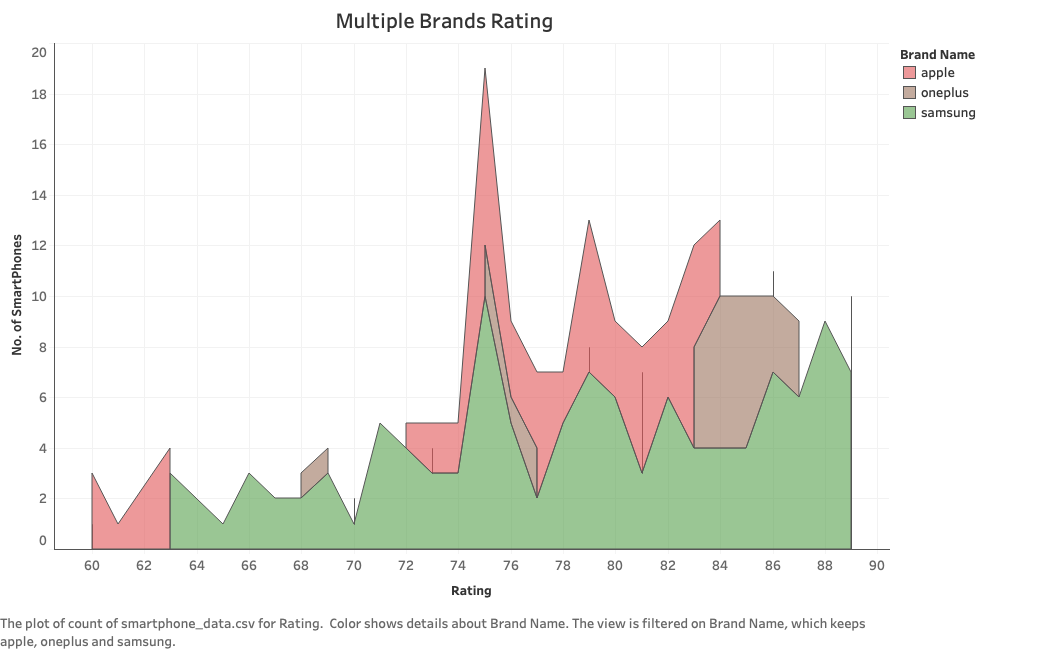 Multiple Brands Rating
Brand Name
apple
oneplus
samsung
20
18
16
14
12
10
8
6
4
2
0
No. of SmartPhones
60 62 64 66 68 70 72 74 76 78 80 82 84 86 88 90
Rating
The plot of count of smartphone_data.csv for Rating. Color shows details about Brand Name. The view is filtered on Brand Name, which keeps
apple, oneplus and samsung.